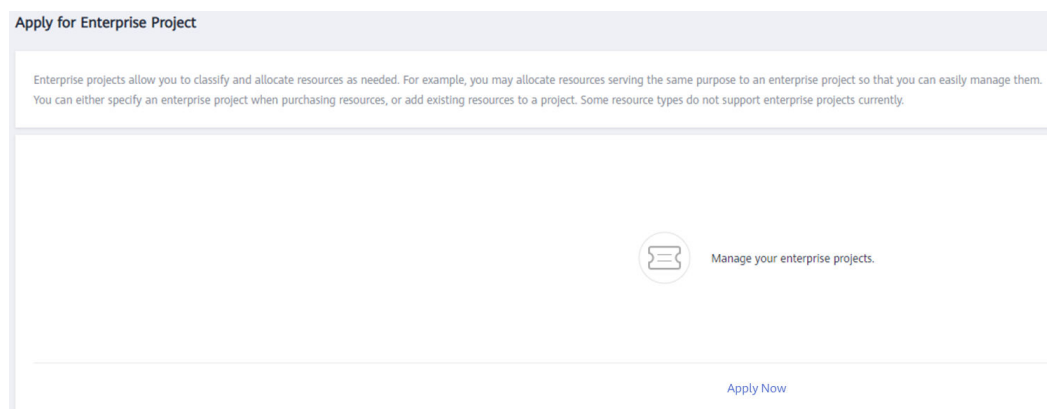 Apply for Enterprise Project
Enterprise projects allow you to classify and allocate resources as needed. For example, you may allocate resources serving the same purpose to an enterprise project so that you can easily manage them.
You can either specify an enterprise project when purchasing resources, or add existing resources to a project. Some resource types do not support enterprise projects currently.
Manage your enterprise projects.
Apply Now